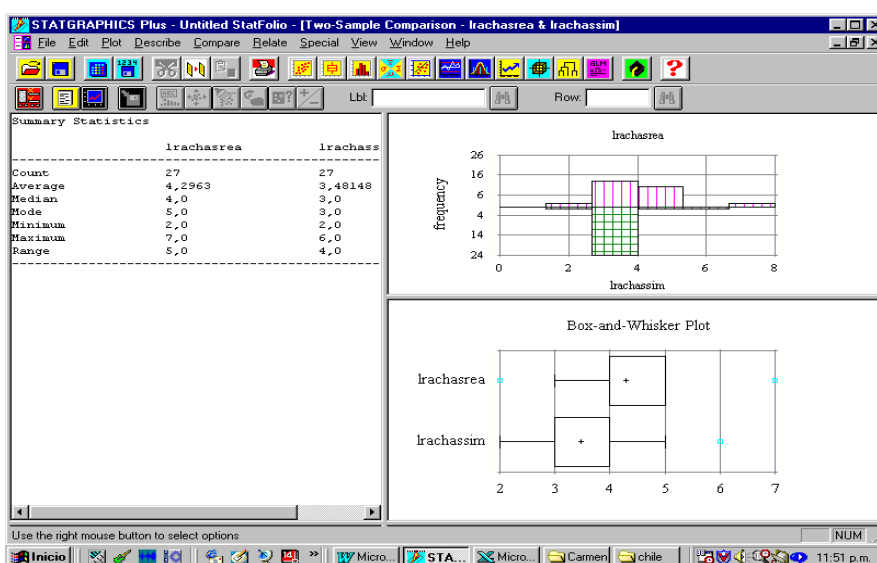 STATGRAPHICS Plus - Untitled StatFolio - [Two-Sample Comparison - lrachasrea & lrachassim]
File Edit Plot Describe Compare Relate Special View Window Help
Lbl: Row:
Summary Statistics
lrachasrea lrachass
Count 27 27
Average 4,2963 3,48148
Median 4,0 3,0
Mode 5,0 3,0
Minimum 2,0 2,0
Maximum 7,0 6,0
Range 5,0 4,0
lrachasrea
frequency
26
16
6
4
14
24
0 2 4 6 8
lrachassim
Box-and-Whisker Plot
lrachasrea
lrachassim
2 3 4 5 6 7
Use the right mouse button to select options
NUM
Inicio » Micro... STA... Micro... Carmen chile 11:51 p.m.